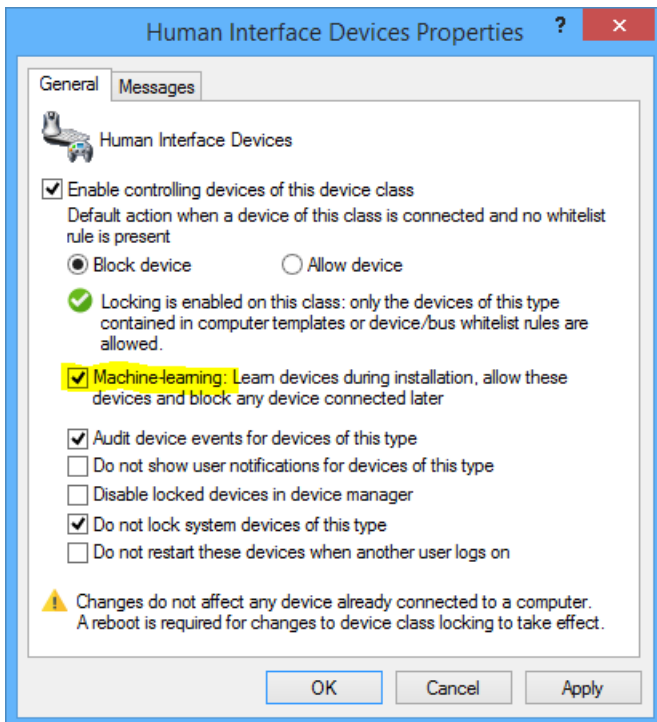 Human Interface Devices Properties ? ×
General Messages
Human Interface Devices
Enable controlling devices of this device class
Default action when a device of this class is connected and no whitelist
rule is present
Block device Allow device
Locking is enabled on this class: only the devices of this type
contained in computer templates or device/bus whitelist rules are
allowed.
Machine-learning: Learn devices during installation, allow these
devices and block any device connected later
Audit device events for devices of this type
Do not show user notifications for devices of this type
Disable locked devices in device manager
Do not lock system devices of this type
Do not restart these devices when another user logs on
Changes do not affect any device already connected to a computer.
A reboot is required for changes to device class locking to take effect.
OK Cancel Apply